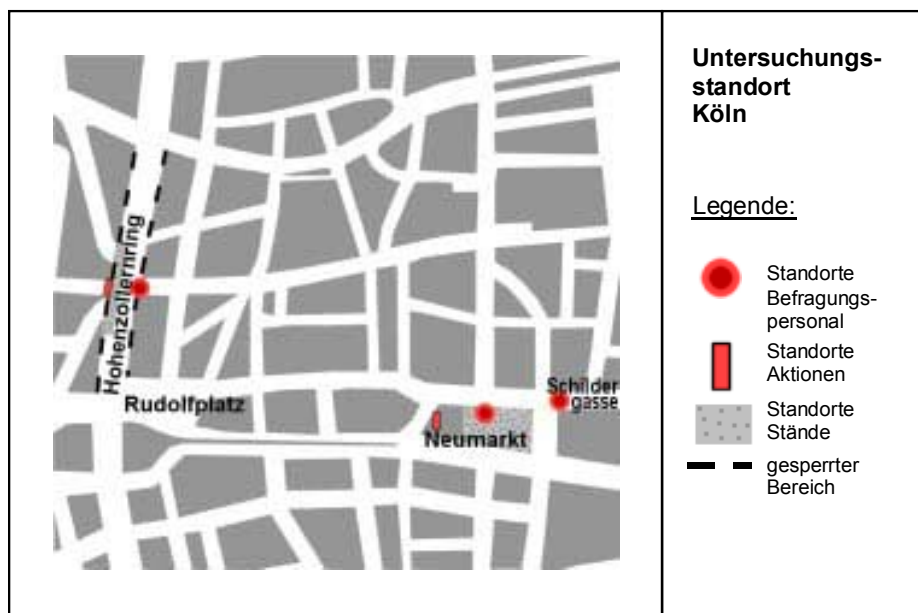 Hohenzollernring
Rudolfplatz
Neumarkt
Schilder
gasse
Untersuchungs-
standort
Köln
Legende:
Standorte
Befragungs-
personal
Standorte
Aktionen
Standorte
Stände
gesperrter
Bereich